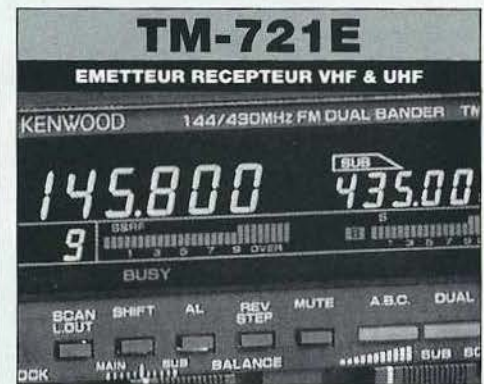 TM-721E
EMETTEUR RECEPTEUR VHF & UHF
KENWOOD 144/430MHz FM DUAL BANDER
145.800 SUB 435.00
9 1 3 5 7 9 OVER S 1 3 5 7 9
BUSY
SCAN SHIFT AL REV MUTE A.B.C. DUAL
L.OUT STEP
MAIN SUB BALANCE SUB